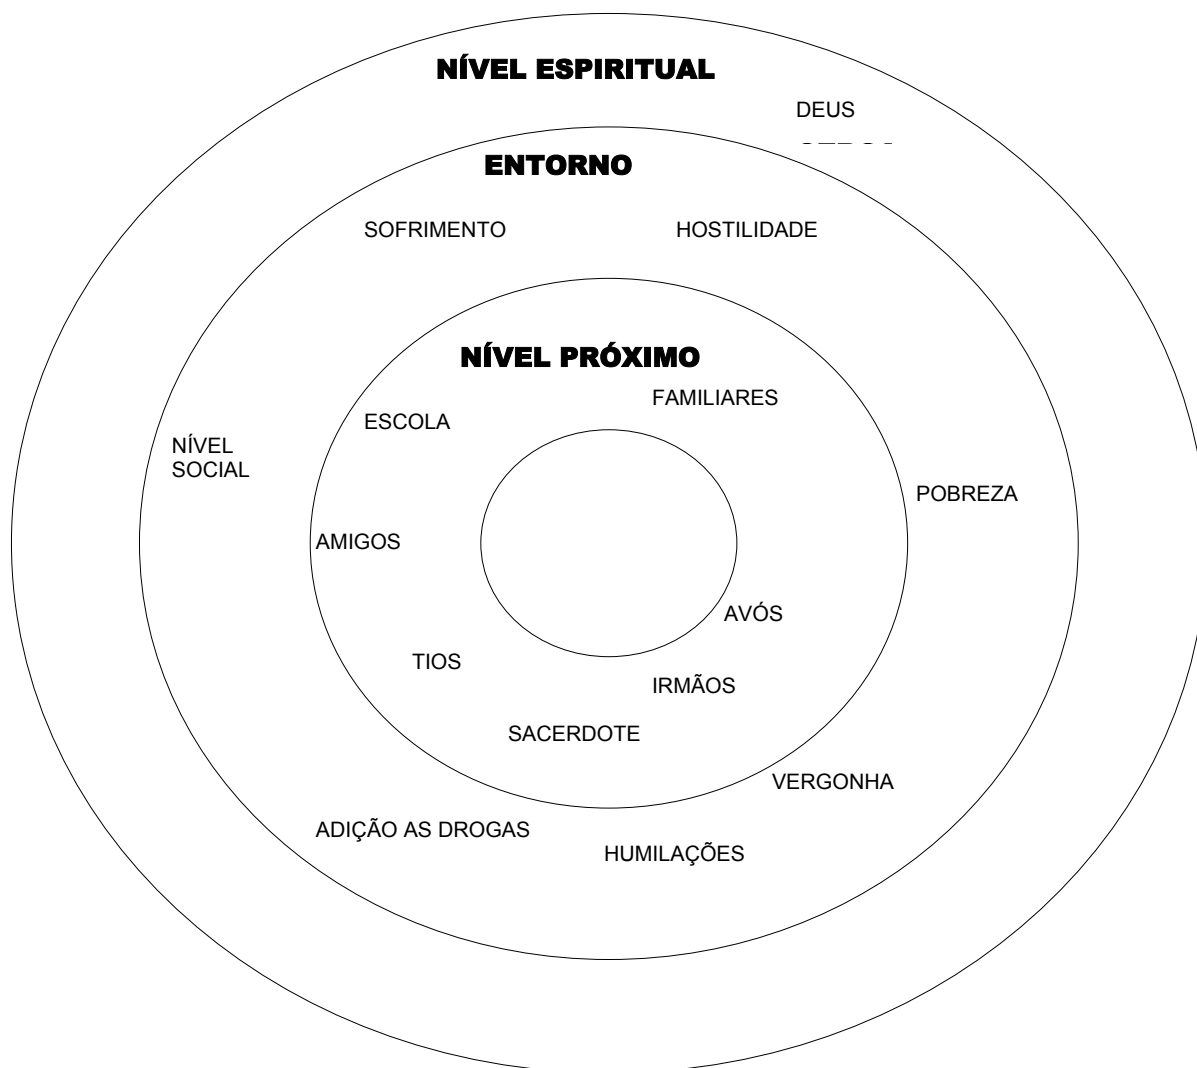 NÍVEL ESPIRITUAL
DEUS
ENTORNO
SOFRIMENTO
HOSTILIDADE
NÍVEL PRÓXIMO
FAMILIARES
ESCOLA
NÍVEL
SOCIAL
POBREZA
AMIGOS
AVÓS
TIOS
IRMÃOS
SACERDOTE
VERGONHA
ADIÇÃO AS DROGAS
HUMILAÇÕES